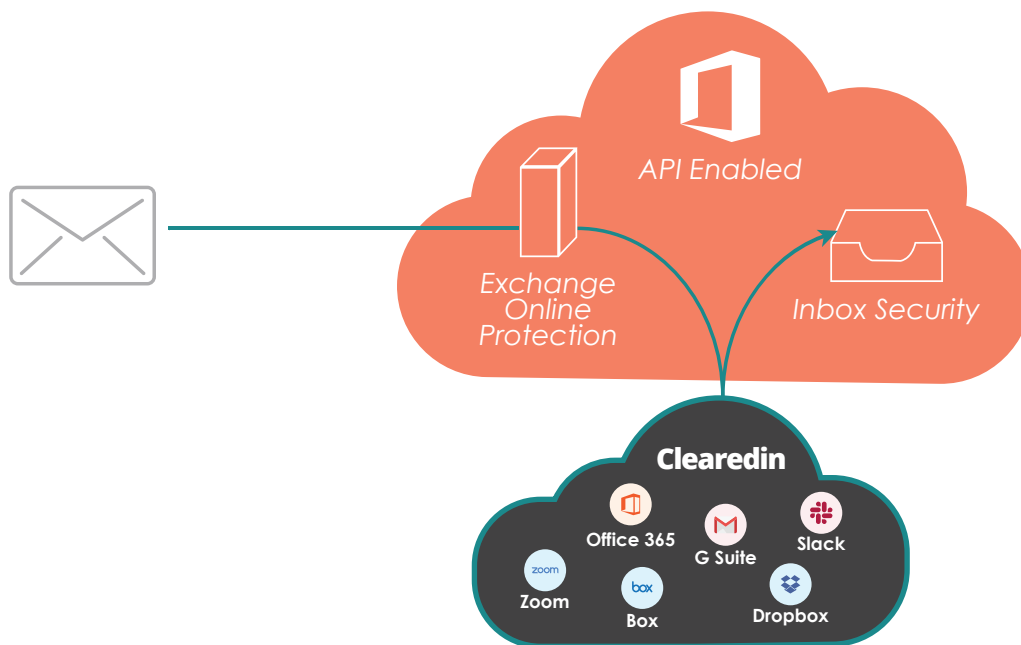 API Enabled
Exchange
Online
Protection
Inbox Security
Clearedin
Office 365
G Suite
Slack
zoom
Zoom
box
Box
Dropbox